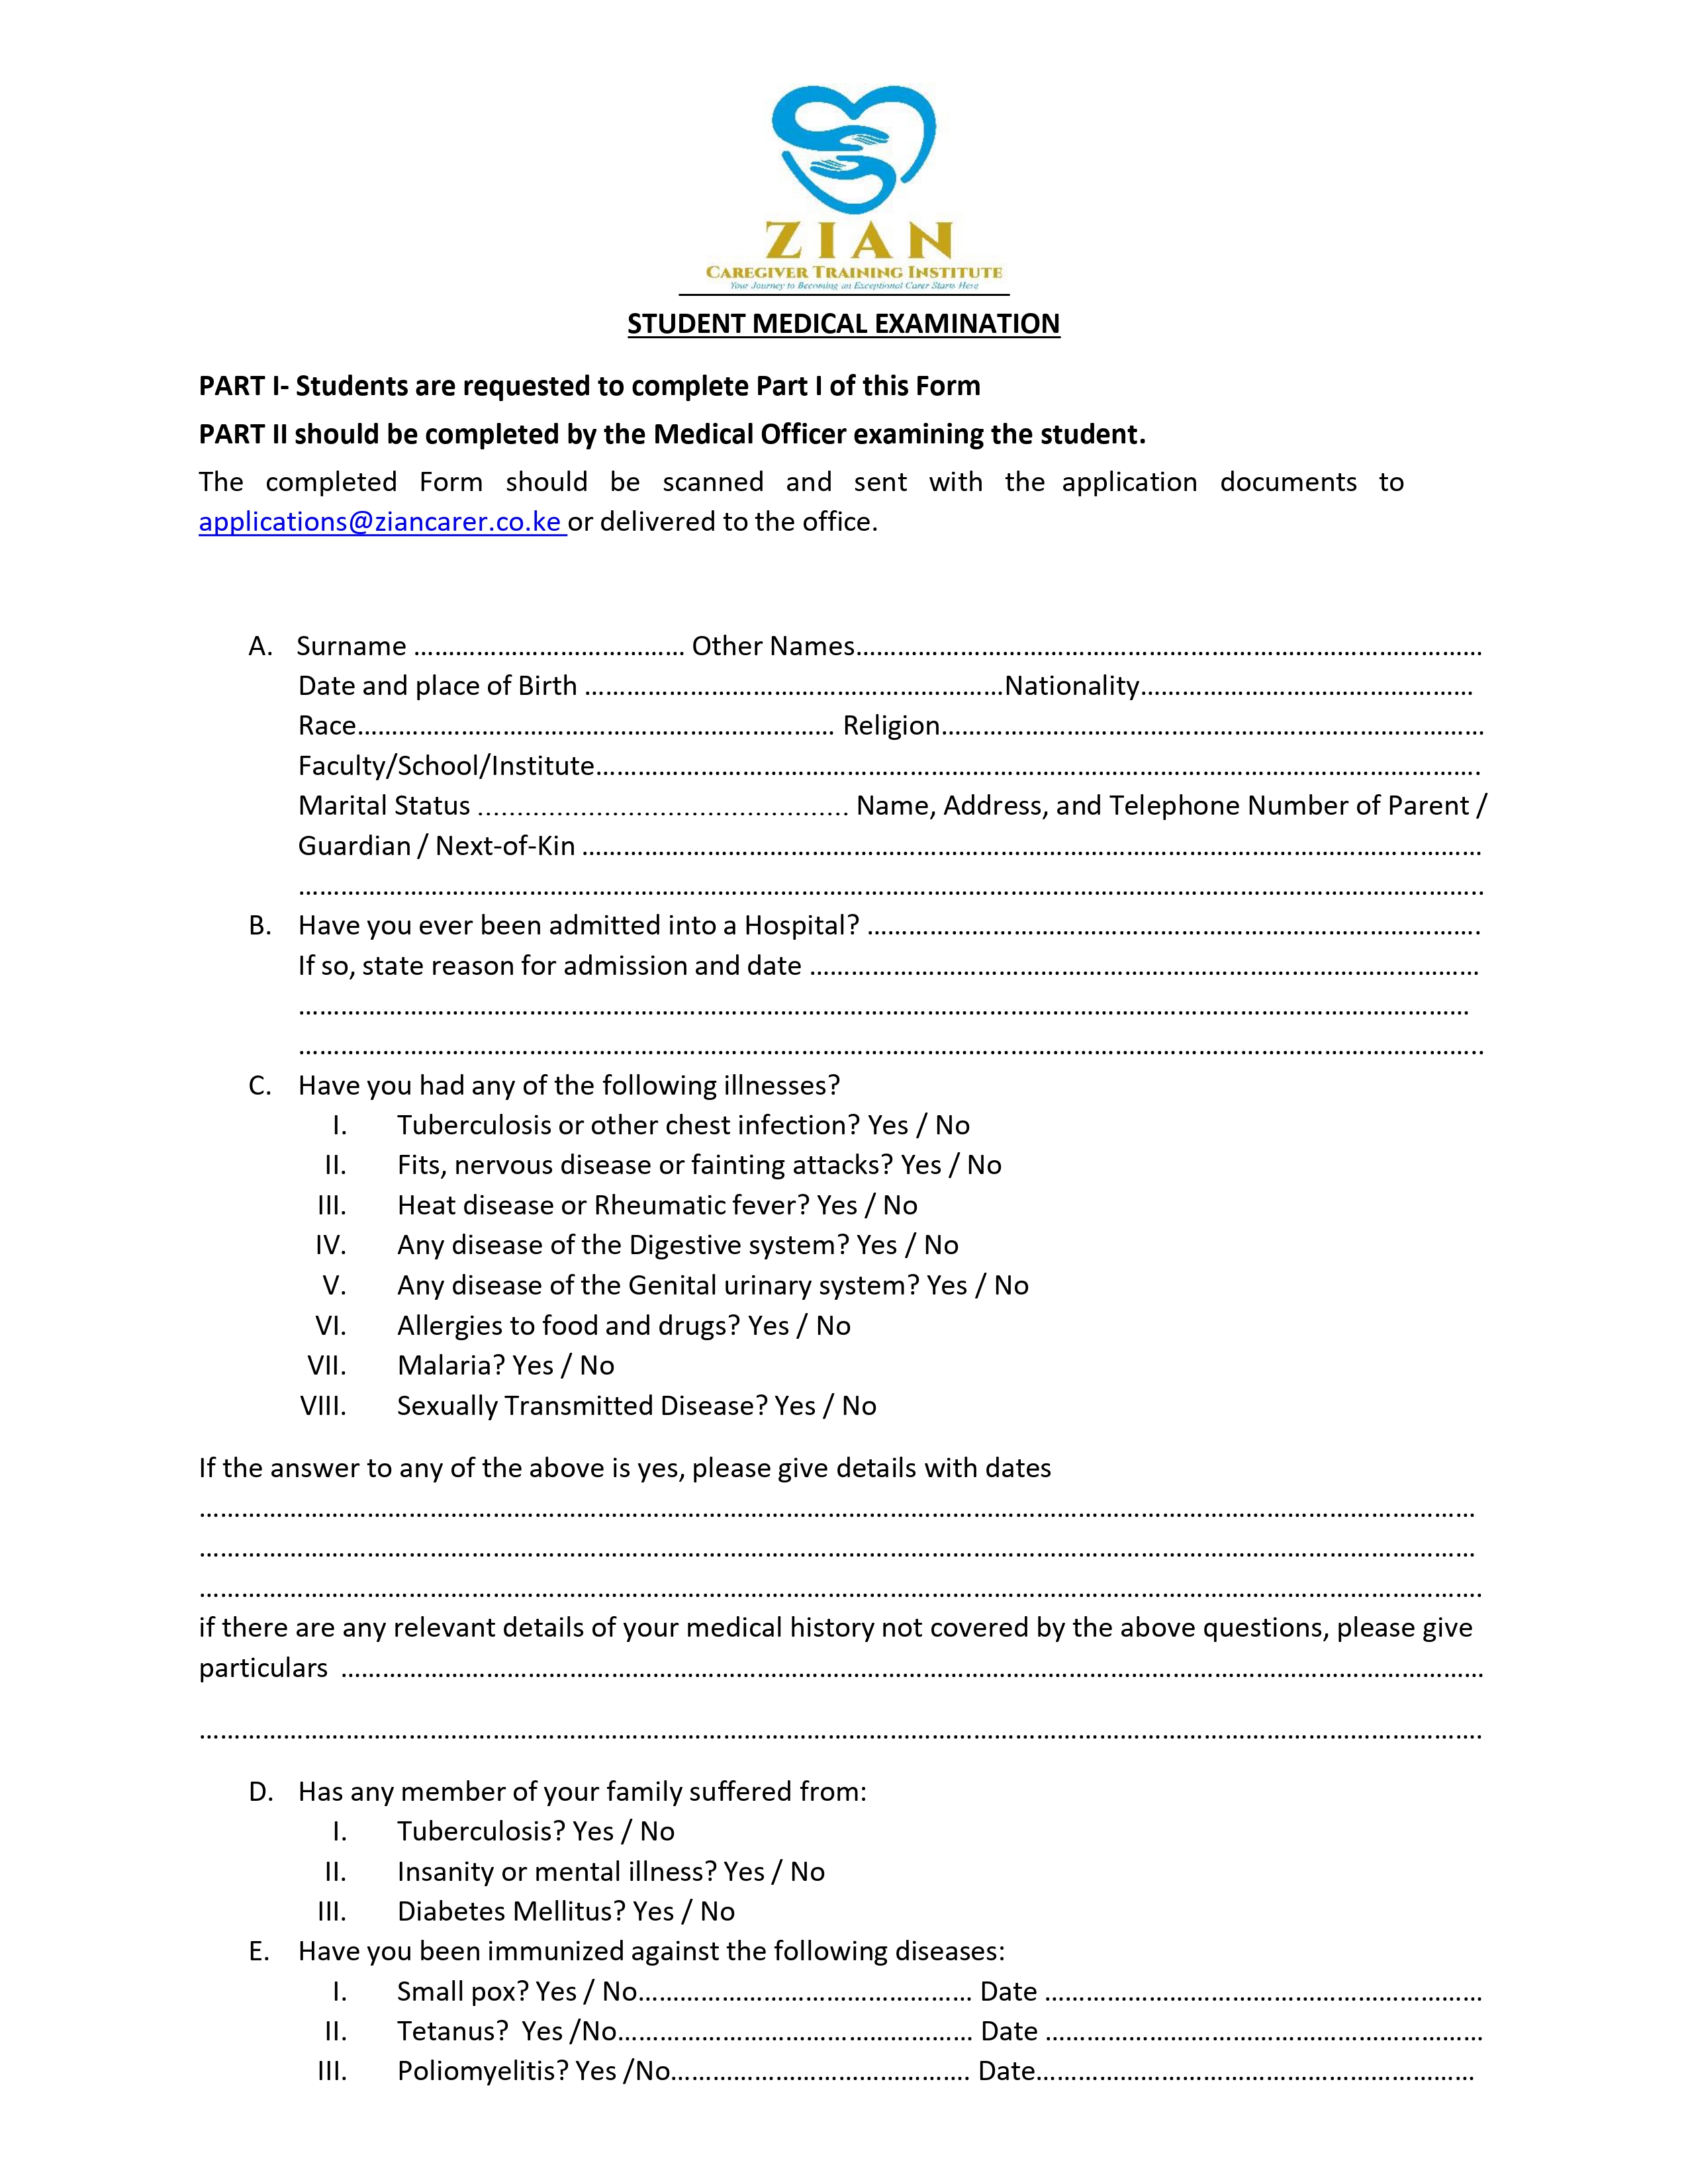 ZIAN
CAREGIVER TRAINING INSTITUTE
Your Journey to Becoming an Exceptional Carer Starts Here
STUDENT MEDICAL EXAMINATION
PART I- Students are requested to complete Part I of this Form
PART II should be completed by the Medical Officer examining the student.
The completed Form should be scanned and sent with the application documents to
applications@ziancarer.co.ke or delivered to the office.
A. Surname ………………………………… Other Names……………………………………………………………………………
Date and place of Birth ……………………………………………………Nationality…………………………………………
Race…………………………………………………………… Religion……………………………………………………………………
Faculty/School/Institute……………………………………………………………………………………………………………….
Marital Status ................................................ Name, Address, and Telephone Number of Parent /
Guardian / Next-of-Kin …………………………………………………………………………………………………………………
………………………………………………………………………………………………………………………………………………………..
B. Have you ever been admitted into a Hospital? …………………………………………………………………………….
If so, state reason for admission and date ……………………………………………………………………………………
………………………………………………………………………………………………………………………………………………………
………………………………………………………………………………………………………………………………………………………..
C. Have you had any of the following illnesses?
I. Tuberculosis or other chest infection? Yes / No
II. Fits, nervous disease or fainting attacks? Yes / No
III. Heat disease or Rheumatic fever? Yes / No
IV. Any disease of the Digestive system? Yes / No
V. Any disease of the Genital urinary system? Yes / No
VI. Allergies to food and drugs? Yes / No
VII. Malaria? Yes / No
VIII. Sexually Transmitted Disease? Yes / No
If the answer to any of the above is yes, please give details with dates
…………………………………………………………………………………………………………………………………………………………………
…………………………………………………………………………………………………………………………………………………………………
………………………………………………………………………………………………………………………………………………………………….
if there are any relevant details of your medical history not covered by the above questions, please give
particulars …………………………………………………………………………………………………………………………………………………
………………………………………………………………………………………………………………………………………………………………….
D. Has any member of your family suffered from:
I. Tuberculosis? Yes / No
II. Insanity or mental illness? Yes / No
III. Diabetes Mellitus? Yes / No
E. Have you been immunized against the following diseases:
I. Small pox? Yes / No………………………………………… Date ………………………………………………………
II. Tetanus?  Yes /No…………………………………………… Date ………………………………………………………
III. Poliomyelitis? Yes /No……………………………………. Date………………………………………………………